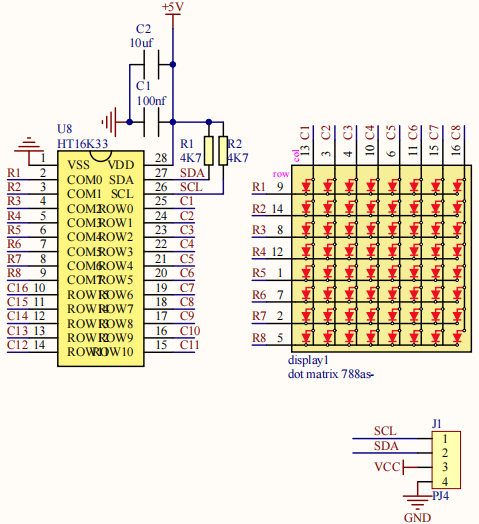 +5V
C2
10uf
C1
100nf
U8
HT16K33
R1
4K7
R2
4K7
1 VSS VDD 28
R1 2 COM0 SDA 27 SDA
R2 3 COM1 SCL 26 SCL
R3 4 COM2 ROW0 25 C1
R4 5 COM3 ROW1 24 C2
R5 6 COM4 ROW2 23 C3
R6 7 COM5 ROW3 22 C4
R7 8 COM6 ROW4 21 C5
R8 9 COM7 ROW5 20 C6
C16 10 ROW15 ROW6 19 C7
C15 11 ROW14 ROW7 18 C8
C14 12 ROW13 ROW8 17 C9
C13 13 ROW12 ROW9 16 C10
C12 14 ROW11 ROW10 15 C11
C1 C2 C3 C4 C5 C6 C7 C8
col 13 3 4 10 6 11 15 16
row
R1 9
R2 14
R3 8
R4 12
R5 1
R6 7
R7 2
R8 5
display1
dot matrix 788as-
J1
SCL 1
SDA 2
VCC 3
4
PJ4
GND